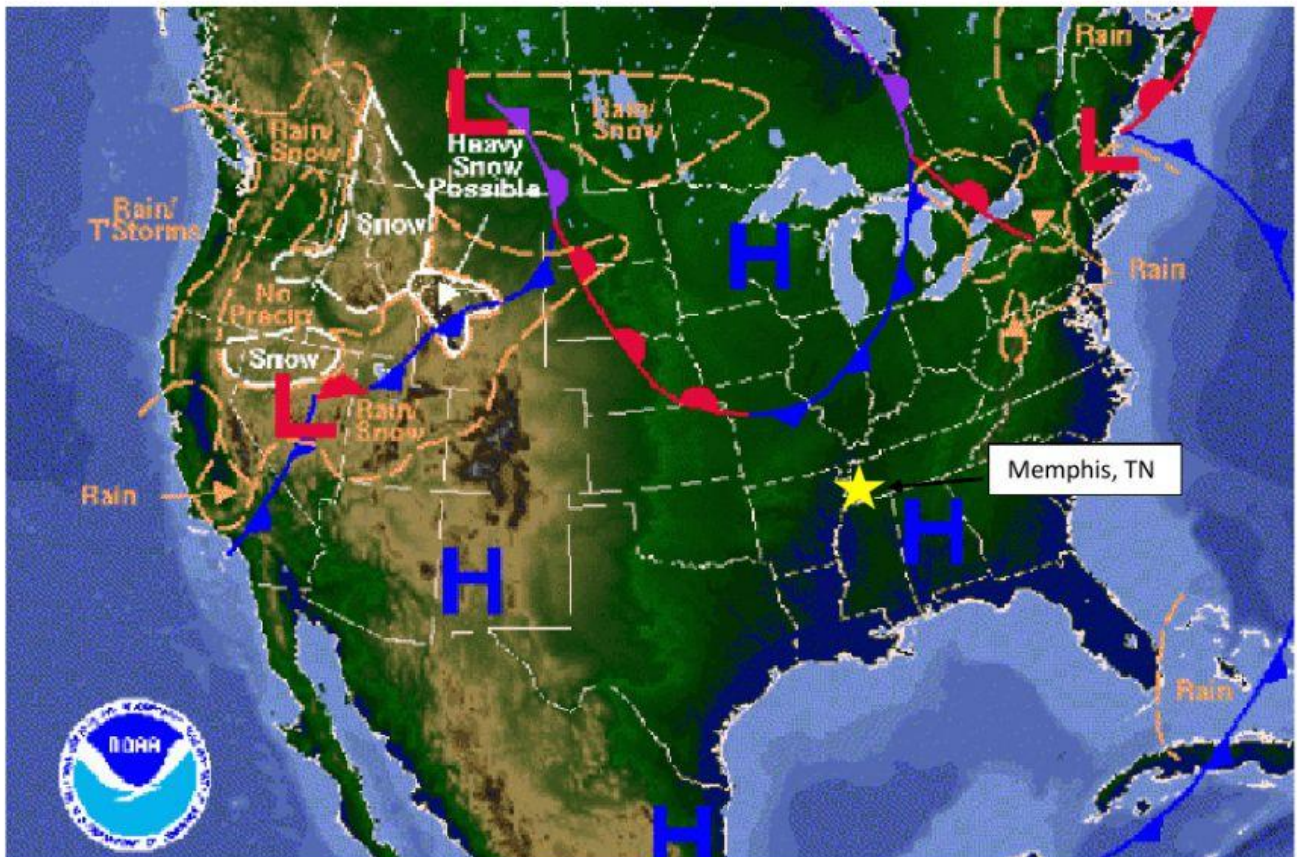 Rain
L
Rain/
Snow
L
Heavy
Snow
Possible
Rain/
Snow
L
Rain/
T'Storms
Snow
H
Rain
No
Precip
Snow
L
Rain/
Snow
Rain
Memphis, TN
H
H
Rain
NOAA
H